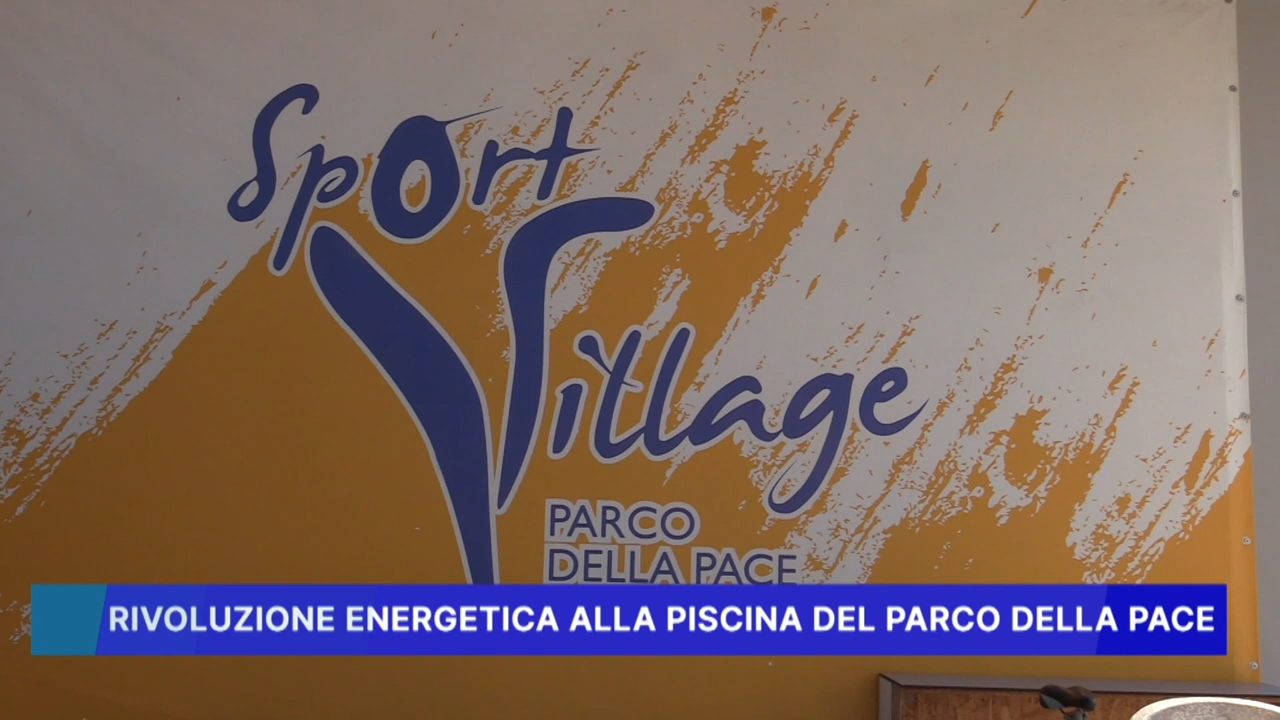 Sport
Village
PARCO
DELLA PACE
RIVOLUZIONE ENERGETICA ALLA PISCINA DEL PARCO DELLA PACE